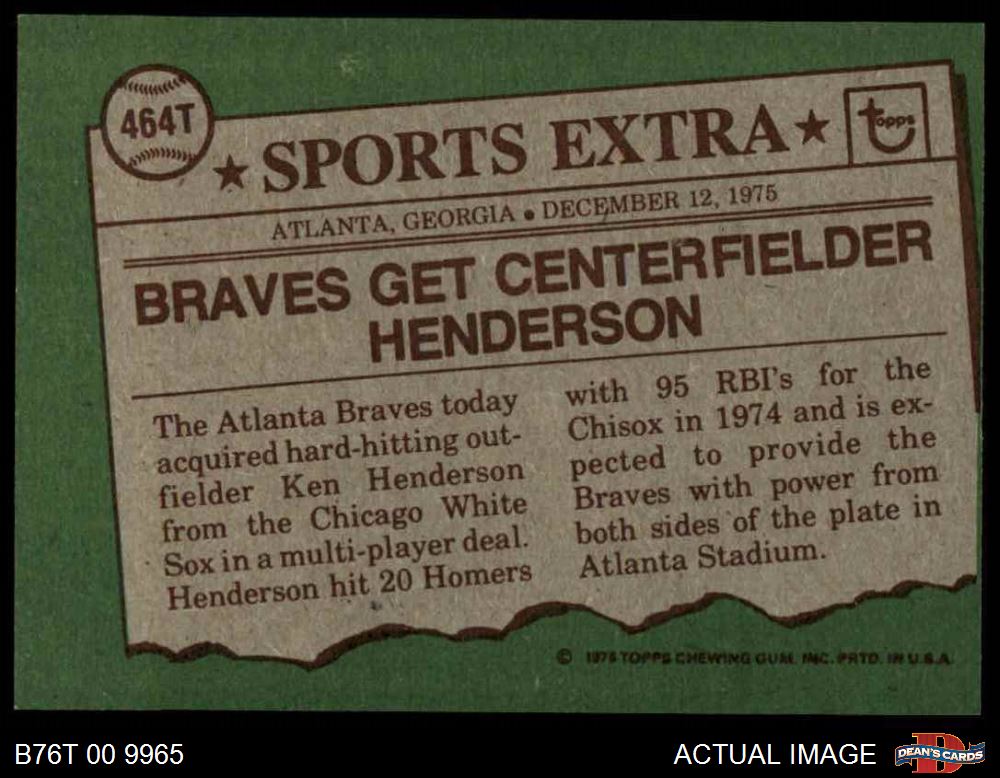 464T
★ SPORTS EXTRA ★
topps
ATLANTA, GEORGIA • DECEMBER 12, 1975
BRAVES GET CENTERFIELDER
HENDERSON
The Atlanta Braves today
acquired hard-hitting out-
fielder Ken Henderson
from the Chicago White
Sox in a multi-player deal.
Henderson hit 20 Homers
with 95 RBI's for the
Chisox in 1974 and is ex-
pected to provide the
Braves with power from
both sides of the plate in
Atlanta Stadium.
© 1976 TOPPS CHEWING GUM, INC. PRTD. IN U.S.A.
B76T 00 9965
ACTUAL IMAGE
DEAN'S CARDS